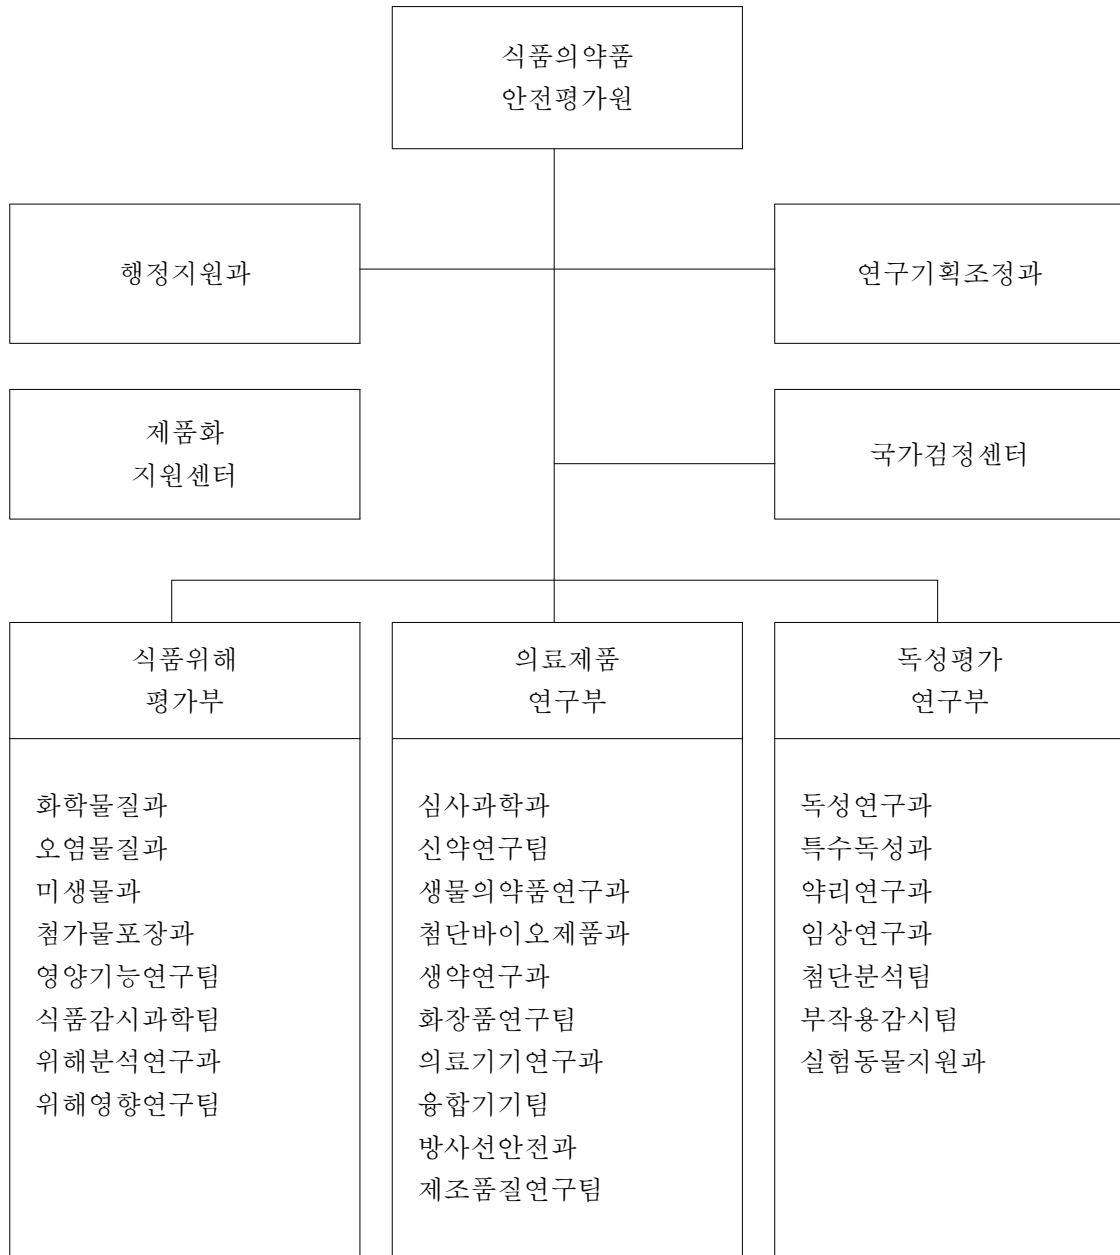 식품의약품
안전평가원
행정지원과
연구기획조정과
제품화
지원센터
국가검정센터
식품위해
평가부
의료제품
연구부
독성평가
연구부
화학물질과
오염물질과
미생물과
첨가물포장과
영양기능연구팀
식품감시과학팀
위해분석연구과
위해영향연구팀
심사과학과
신약연구팀
생물의약품연구과
첨단바이오제품과
생약연구과
화장품연구팀
의료기기연구과
융합기기팀
방사선안전과
제조품질연구팀
독성연구과
특수독성과
약리연구과
임상연구과
첨단분석팀
부작용감시팀
실험동물지원과